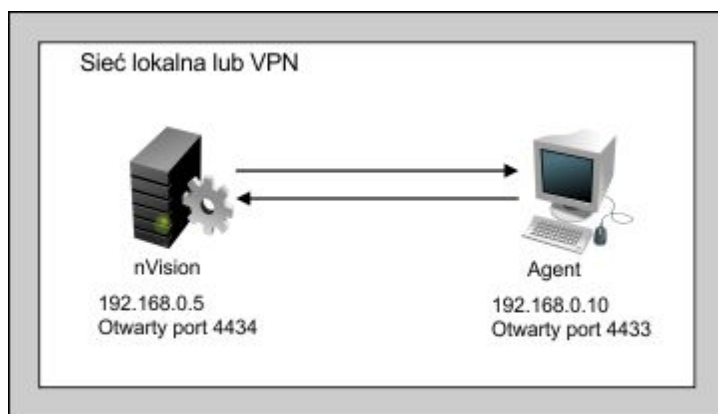 Sieć lokalna lub VPN
nVision
192.168.0.5
Otwarty port 4434
Agent
192.168.0.10
Otwarty port 4433